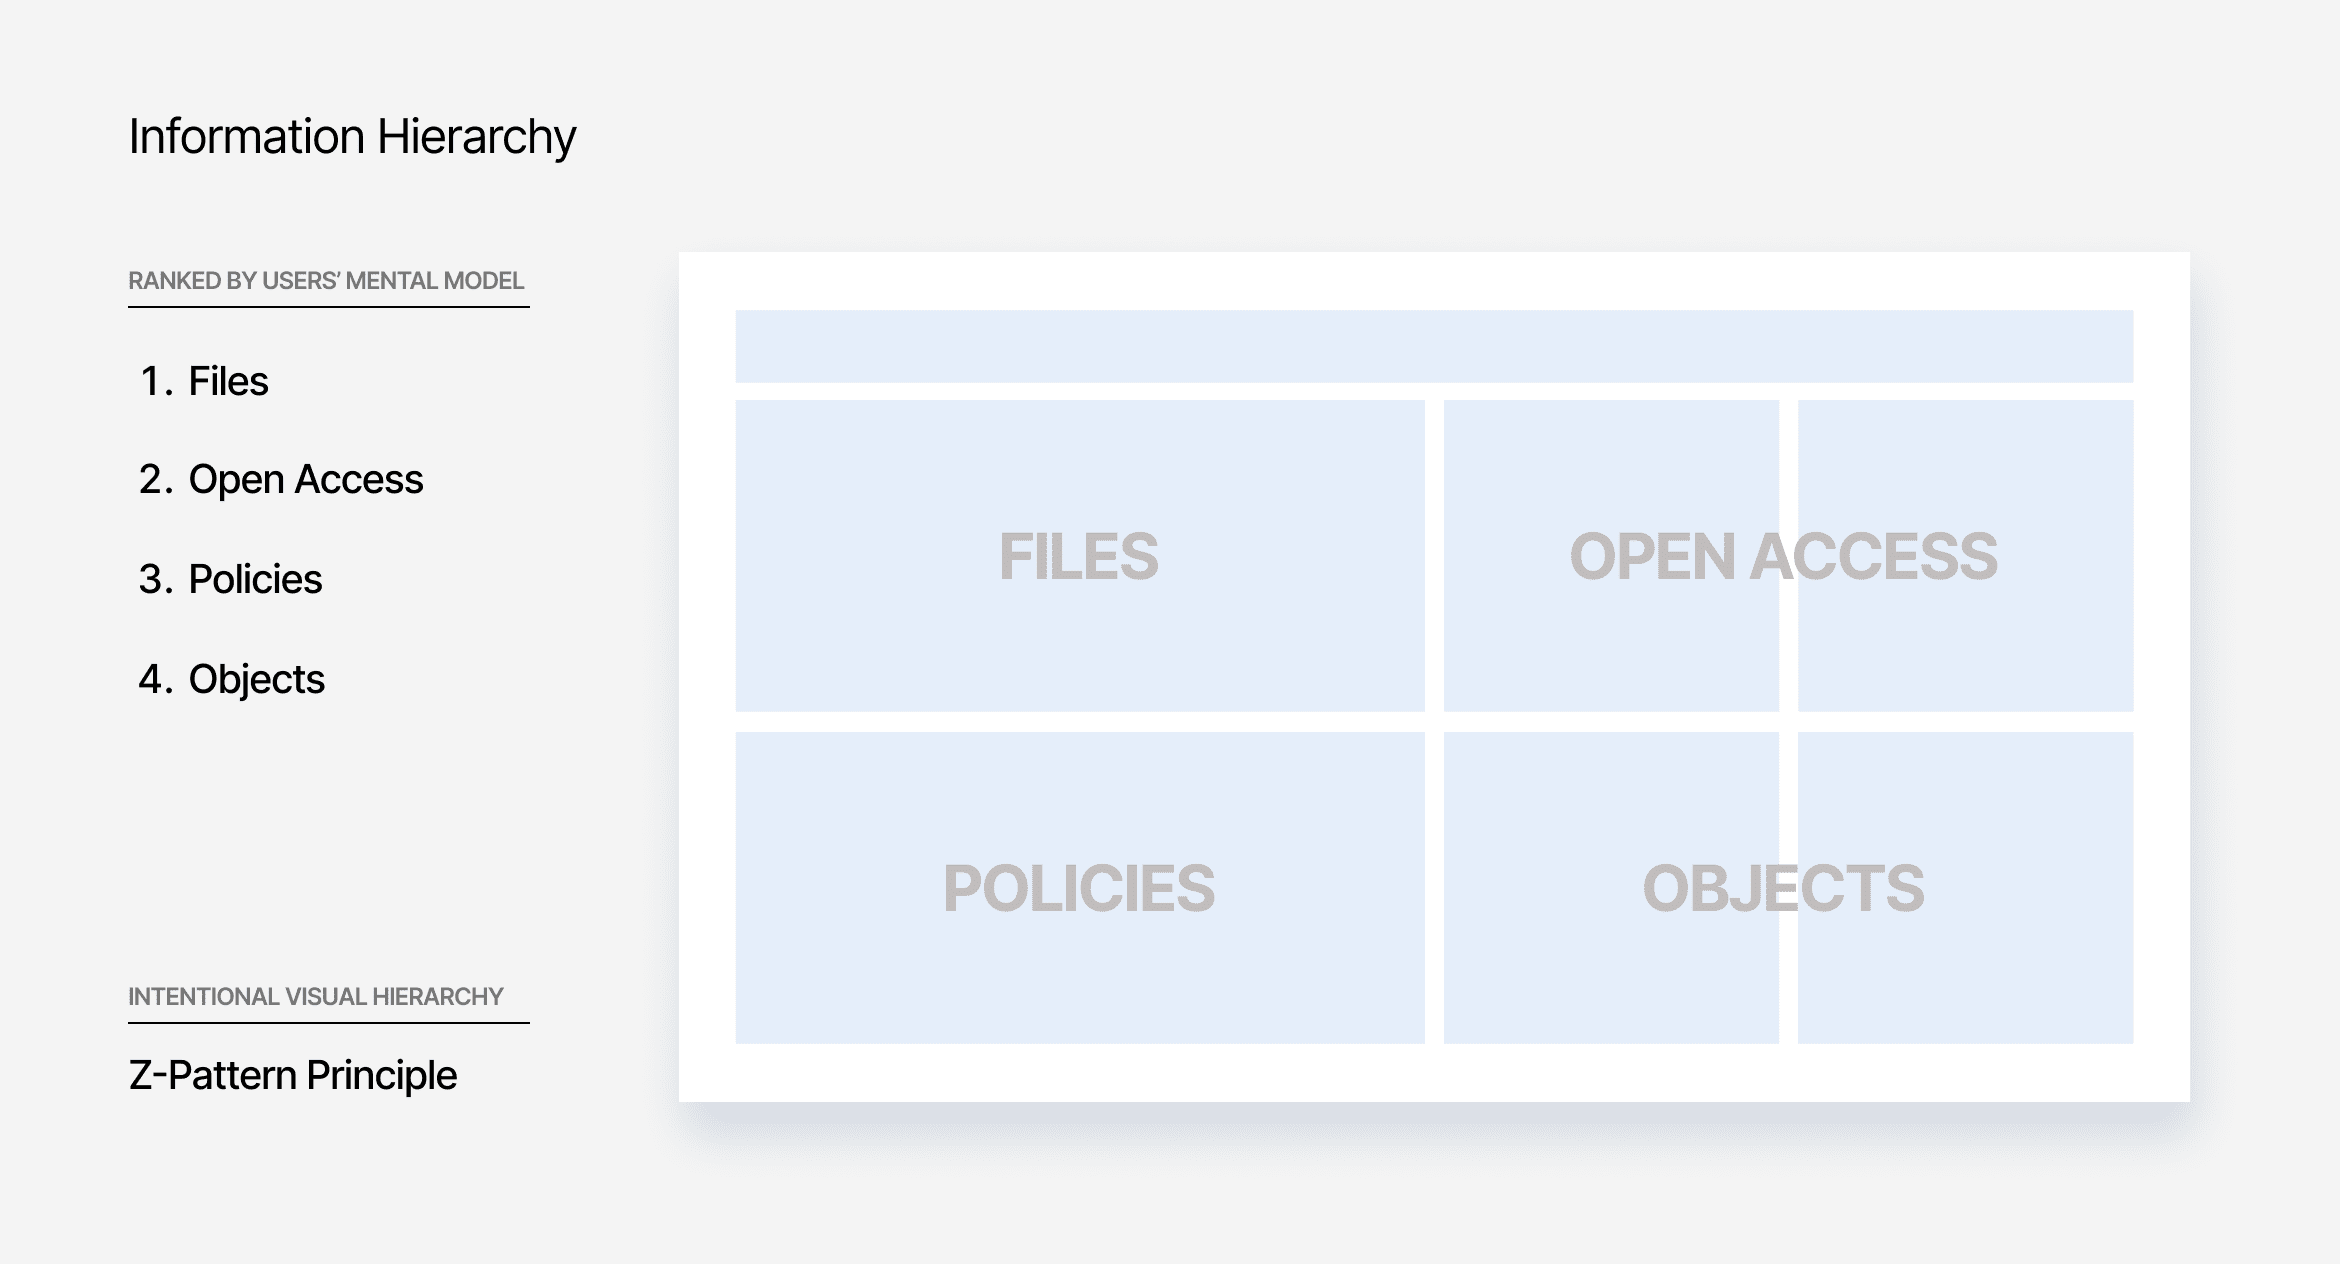 Information Hierarchy
RANKED BY USERS’ MENTAL MODEL
1. Files
2. Open Access
3. Policies
4. Objects
INTENTIONAL VISUAL HIERARCHY
Z-Pattern Principle
FILES
OPEN ACCESS
POLICIES
OBJECTS